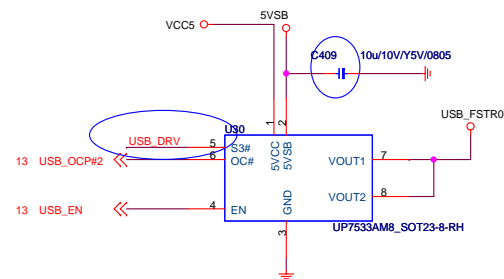 VCC5
5VSB
C409
10u/10V/Y5V/0805
USB_FSTR0
U30
1
2
USB_DRV
5
S3#
13 USB_OCP#2
6
OC#
5VCC
5VSB
VOUT1
7
13 USB_EN
4
EN
GND
VOUT2
8
3
UP7533AM8_SOT23-8-RH